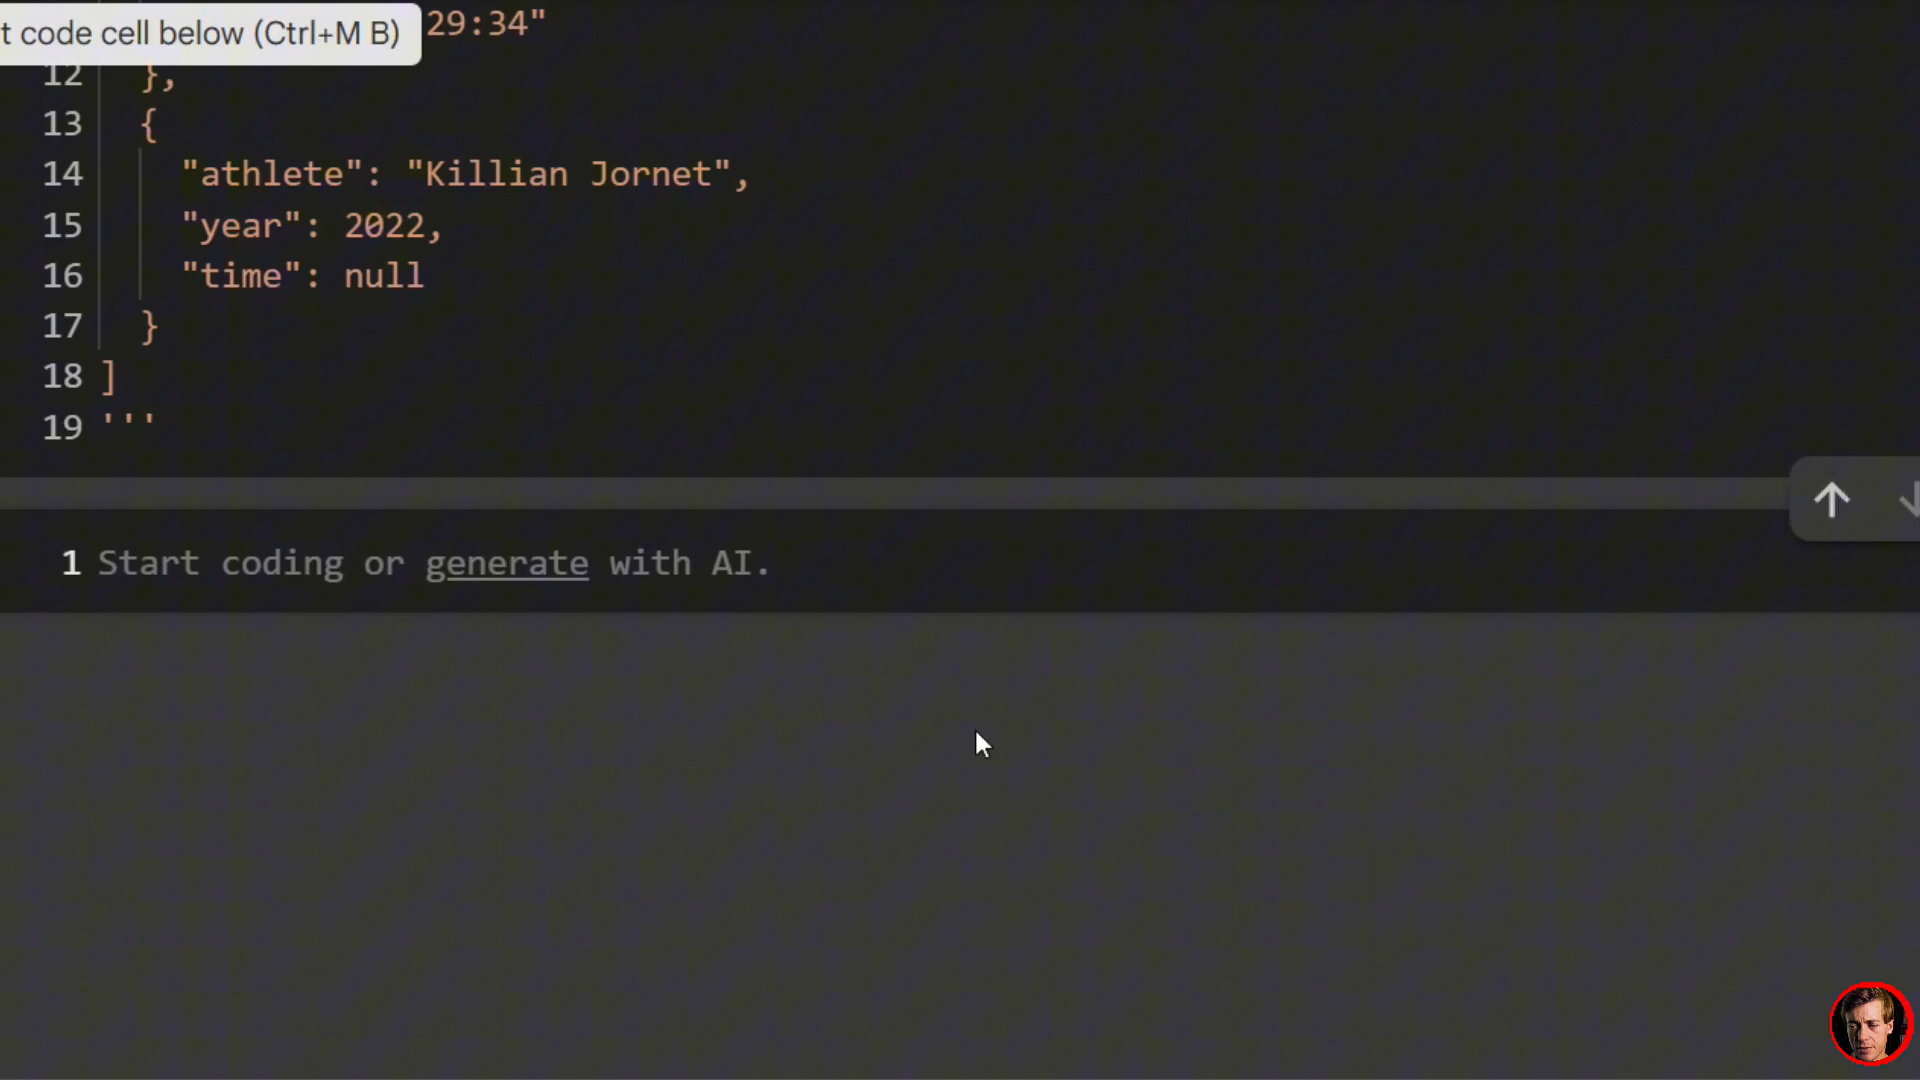 t code cell below (Ctrl+M B) 29:34"
12 },
13 {
14 "athlete": "Killian Jornet",
15 "year": 2022,
16 "time": null
17 }
18 ]
19 '''
1 Start coding or generate with AI.